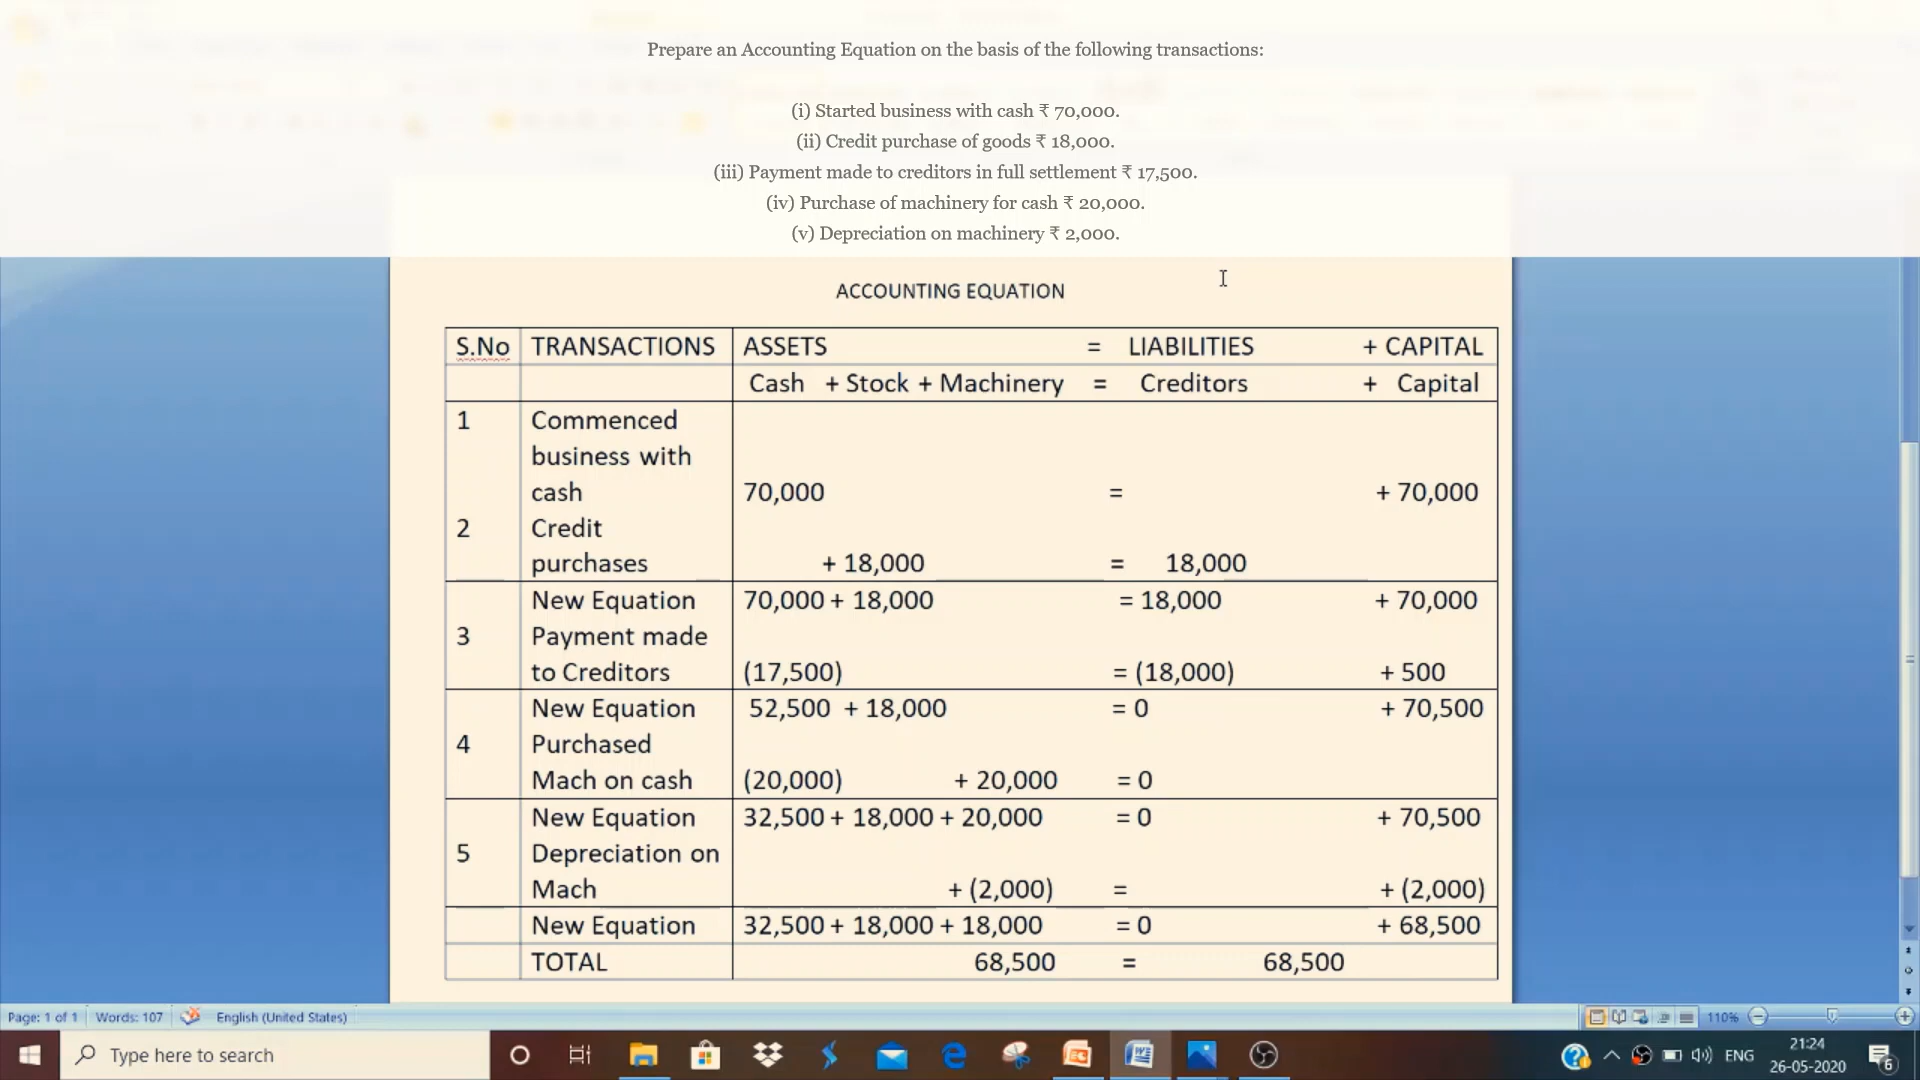 Prepare an Accounting Equation on the basis of the following transactions:
(i) Started business with cash ₹ 70,000.
(ii) Credit purchase of goods ₹ 18,000.
(iii) Payment made to creditors in full settlement ₹ 17,500.
(iv) Purchase of machinery for cash ₹ 20,000.
(v) Depreciation on machinery ₹ 2,000.
ACCOUNTING EQUATION
S.No TRANSACTIONS ASSETS = LIABILITIES + CAPITAL
Cash + Stock + Machinery = Creditors + Capital
1 Commenced
business with
cash 70,000 = + 70,000
2 Credit
purchases + 18,000 = 18,000
New Equation 70,000 + 18,000 = 18,000 + 70,000
3 Payment made
to Creditors (17,500) = (18,000) + 500
New Equation 52,500 + 18,000 = 0 + 70,500
4 Purchased
Mach on cash (20,000) + 20,000 = 0
New Equation 32,500 + 18,000 + 20,000 = 0 + 70,500
5 Depreciation on
Mach + (2,000) = + (2,000)
New Equation 32,500 + 18,000 + 18,000 = 0 + 68,500
TOTAL 68,500 = 68,500
Page: 1 of 1 Words: 107 English (United States) 110%
Type here to search ENG 21:24
26-05-2020 6